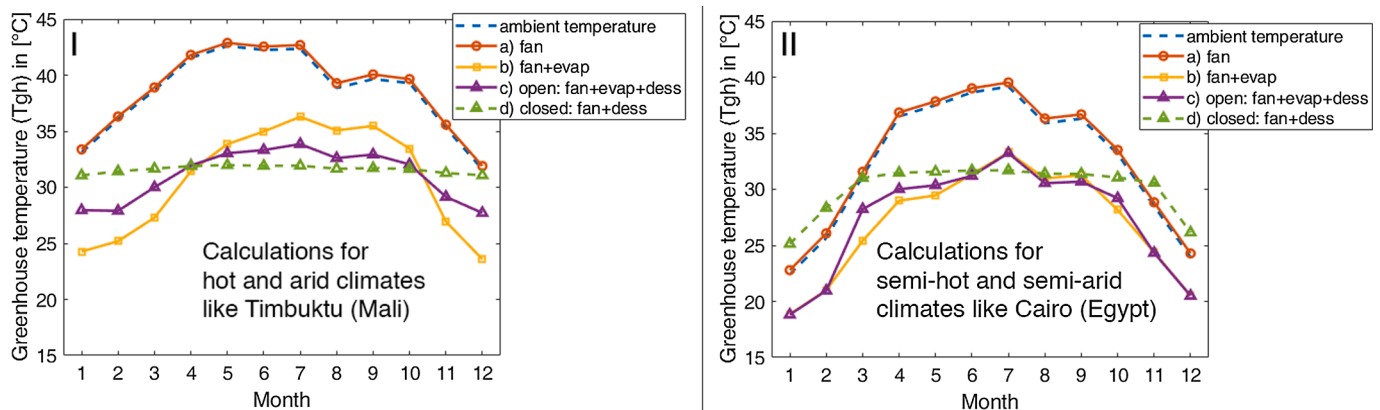 I
Greenhouse temperature (Tgh) in [°C]
45
40
35
30
25
20
15
ambient temperature
a) fan
b) fan+evap
c) open: fan+evap+dess
d) closed: fan+dess
Calculations for
hot and arid climates
like Timbuktu (Mali)
1 2 3 4 5 6 7 8 9 10 11 12
Month
II
Greenhouse temperature (Tgh) in [°C]
45
40
35
30
25
20
15
ambient temperature
a) fan
b) fan+evap
c) open: fan+evap+dess
d) closed: fan+dess
Calculations for
semi-hot and semi-arid
climates like Cairo (Egypt)
1 2 3 4 5 6 7 8 9 10 11 12
Month